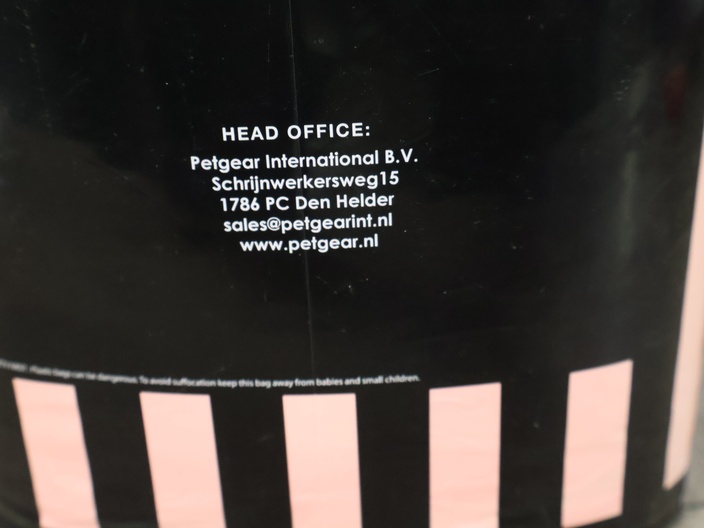 HEAD OFFICE:
Petgear International B.V.
Schrijnwerkersweg15
1786 PC Den Helder
sales@petgearint.nl
www.petgear.nl
Plastic bags can be dangerous. To avoid suffocation keep this bag away from babies and small children.